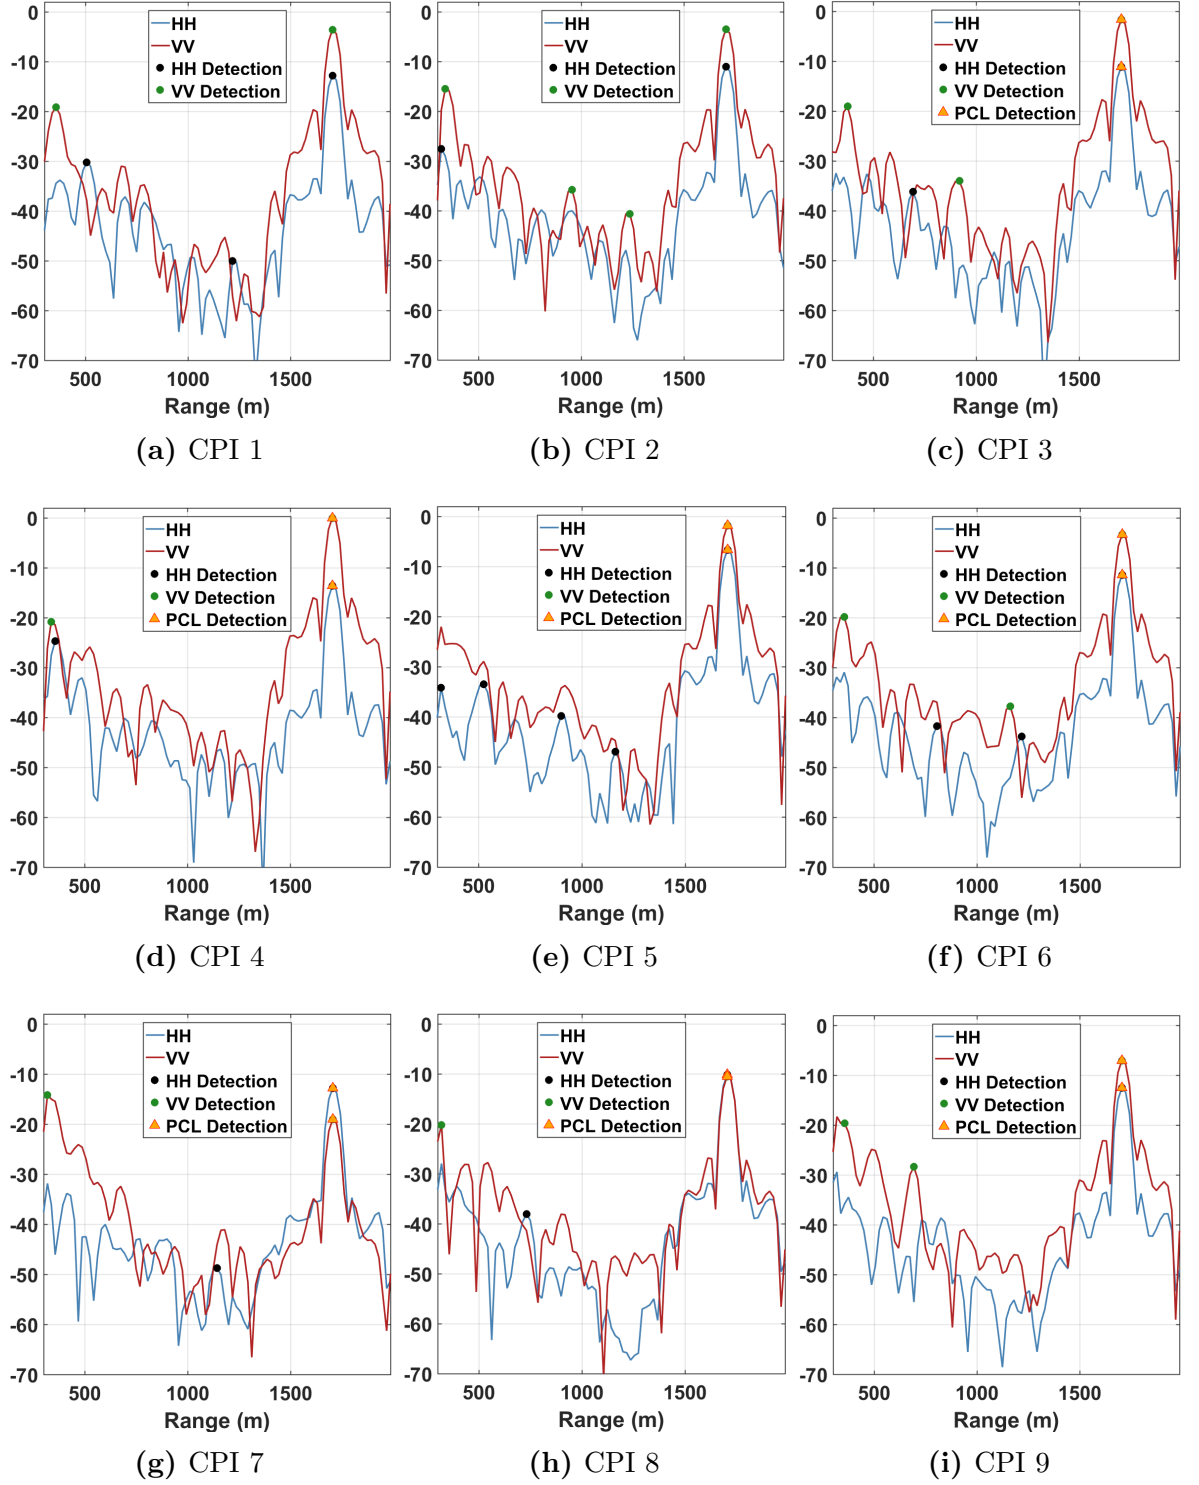 0
-10
-20
-30
-40
-50
-60
-70
HH
VV
HH Detection
VV Detection
500
1000
1500
Range (m)
(a) CPI 1
0
-10
-20
-30
-40
-50
-60
-70
HH
VV
HH Detection
VV Detection
500
1000
1500
Range (m)
(b) CPI 2
0
-10
-20
-30
-40
-50
-60
-70
HH
VV
HH Detection
VV Detection
PCL Detection
500
1000
1500
Range (m)
(c) CPI 3
0
-10
-20
-30
-40
-50
-60
-70
HH
VV
HH Detection
VV Detection
PCL Detection
500
1000
1500
Range (m)
(d) CPI 4
0
-10
-20
-30
-40
-50
-60
-70
HH
VV
HH Detection
VV Detection
PCL Detection
500
1000
1500
Range (m)
(e) CPI 5
0
-10
-20
-30
-40
-50
-60
-70
HH
VV
HH Detection
VV Detection
PCL Detection
500
1000
1500
Range (m)
(f) CPI 6
0
-10
-20
-30
-40
-50
-60
-70
HH
VV
HH Detection
VV Detection
PCL Detection
500
1000
1500
Range (m)
(g) CPI 7
0
-10
-20
-30
-40
-50
-60
-70
HH
VV
HH Detection
VV Detection
PCL Detection
500
1000
1500
Range (m)
(h) CPI 8
0
-10
-20
-30
-40
-50
-60
-70
HH
VV
HH Detection
VV Detection
PCL Detection
500
1000
1500
Range (m)
(i) CPI 9